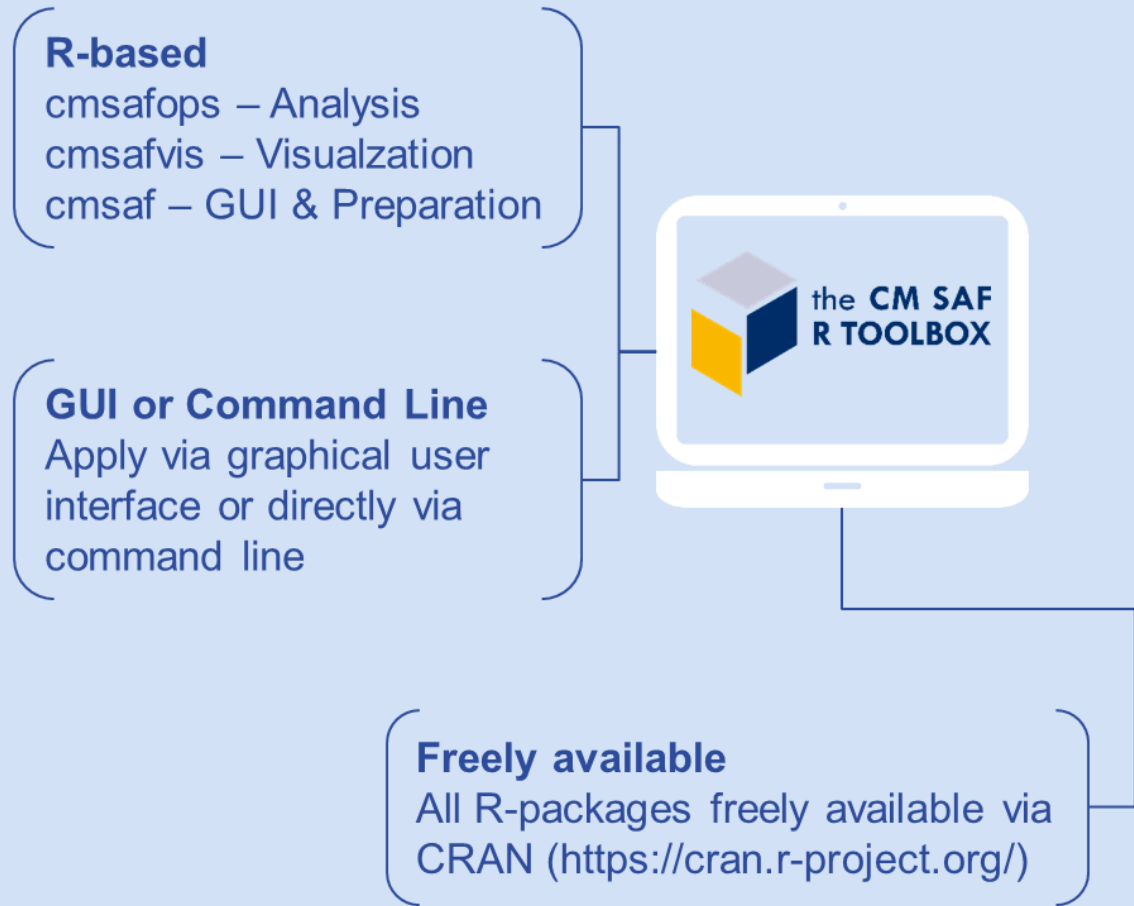 R-based
cmsafops – Analysis
cmsafvis – Visualzation
cmsaf – GUI & Preparation
the CM SAF
R TOOLBOX
GUI or Command Line
Apply via graphical user
interface or directly via
command line
Freely available
All R-packages freely available via
CRAN (https://cran.r-project.org/)